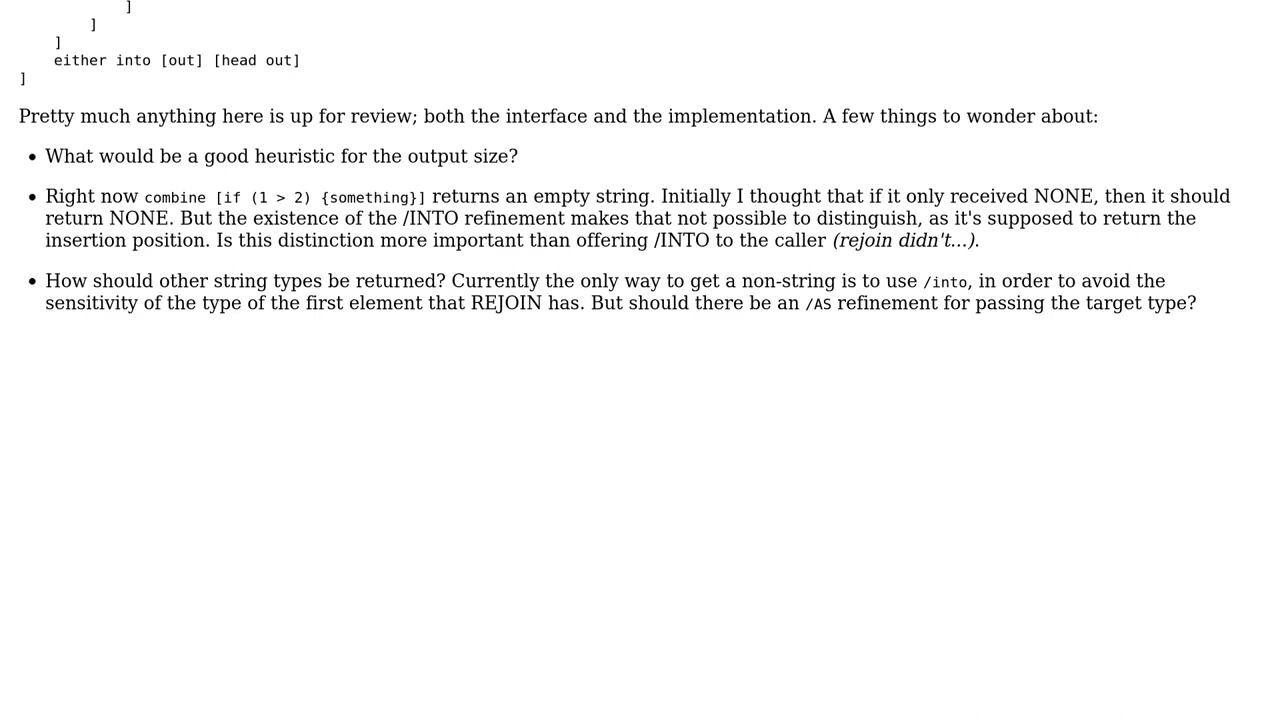 ]
]
]
either into [out] [head out]
]
Pretty much anything here is up for review; both the interface and the implementation. A few things to wonder about:
• What would be a good heuristic for the output size?
• Right now combine [if (1 > 2) {something}] returns an empty string. Initially I thought that if it only received NONE, then it should
return NONE. But the existence of the /INTO refinement makes that not possible to distinguish, as it's supposed to return the
insertion position. Is this distinction more important than offering /INTO to the caller (rejoin didn't...).
• How should other string types be returned? Currently the only way to get a non-string is to use /into, in order to avoid the
sensitivity of the type of the first element that REJOIN has. But should there be an /AS refinement for passing the target type?